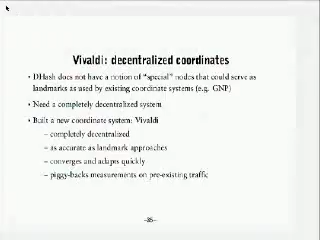 Vivaldi: decentralized coordinates
• DHash does not have a notion of "special" nodes that could serve as
landmarks as used by existing coordinate systems (e.g. GNP)
• Need a completely decentralized system
• Built a new coordinate system: Vivaldi
– completely decentralized
– as accurate as landmark approaches
– converges and adapts quickly
– piggy-backs measurements on pre-existing traffic